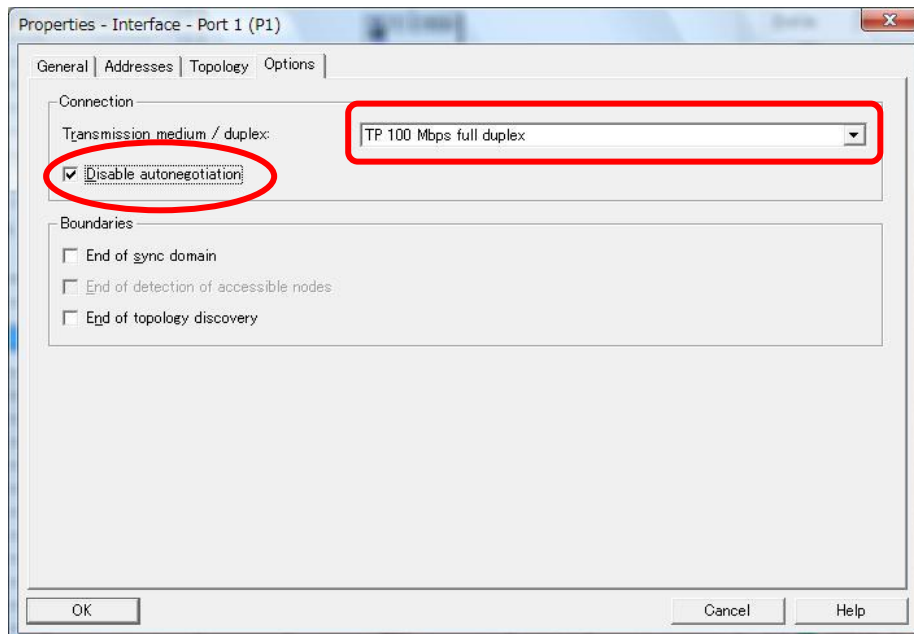 Properties - Interface - Port 1 (P1)
General Addresses Topology Options
Connection
Transmission medium / duplex: TP 100 Mbps full duplex
Disable autonegotiation
Boundaries
End of sync domain
End of detection of accessible nodes
End of topology discovery
OK Cancel Help